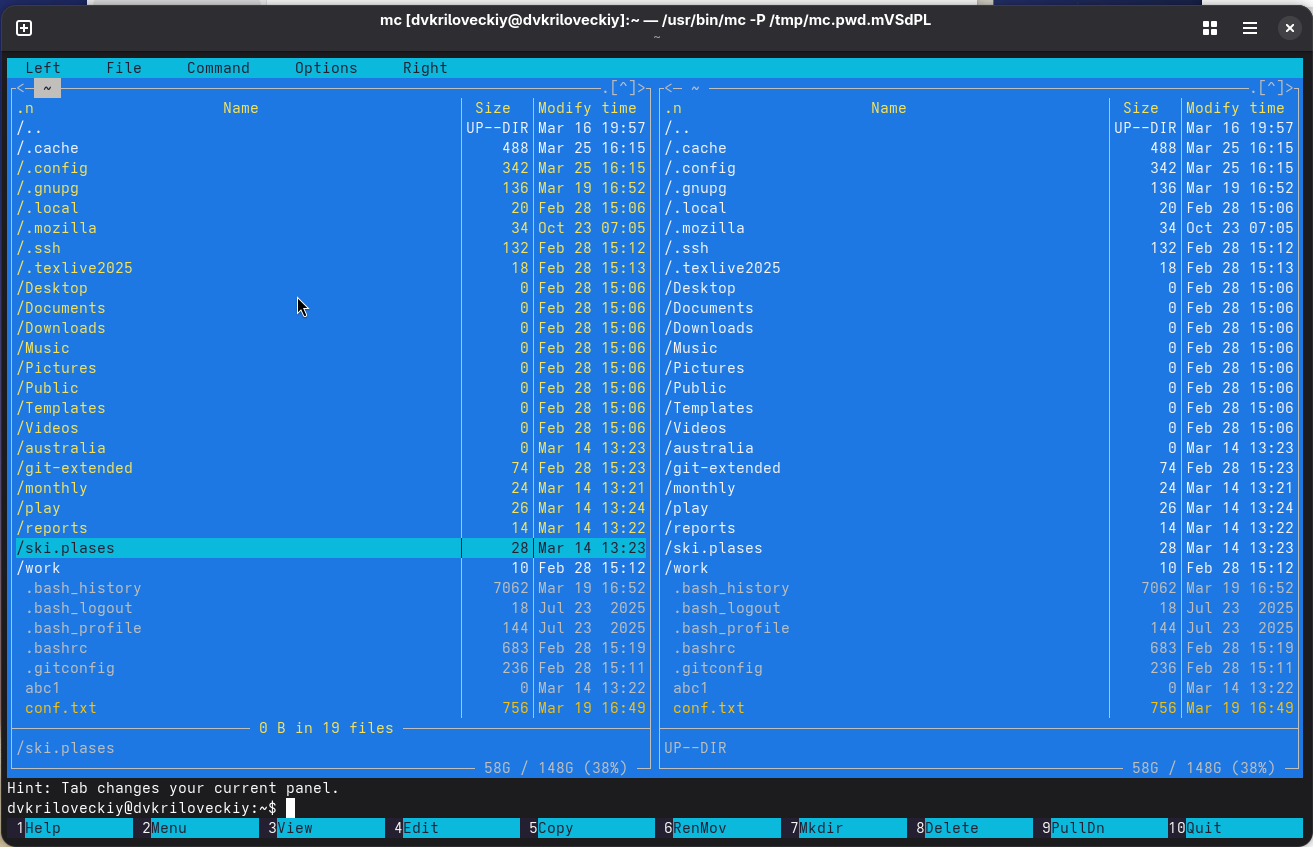 mc [dvkriloveckiy@dvkriloveckiy]:~ — /usr/bin/mc -P /tmp/mc.pwd.mVSdPL
~
Left File Command Options Right
<─ ~ ─.[^]>
.n Name Size Modify time
/.. UP--DIR Mar 16 19:57
/.cache 488 Mar 25 16:15
/.config 342 Mar 25 16:15
/.gnupg 136 Mar 19 16:52
/.local 20 Feb 28 15:06
/.mozilla 34 Oct 23 07:05
/.ssh 132 Feb 28 15:12
/.texlive2025 18 Feb 28 15:13
/Desktop 0 Feb 28 15:06
/Documents 0 Feb 28 15:06
/Downloads 0 Feb 28 15:06
/Music 0 Feb 28 15:06
/Pictures 0 Feb 28 15:06
/Public 0 Feb 28 15:06
/Templates 0 Feb 28 15:06
/Videos 0 Feb 28 15:06
/australia 0 Mar 14 13:23
/git-extended 74 Feb 28 15:23
/monthly 24 Mar 14 13:21
/play 26 Mar 14 13:24
/reports 14 Mar 14 13:22
/ski.plases 28 Mar 14 13:23
/work 10 Feb 28 15:12
.bash_history 7062 Mar 19 16:52
.bash_logout 18 Jul 23 2025
.bash_profile 144 Jul 23 2025
.bashrc 683 Feb 28 15:19
.gitconfig 236 Feb 28 15:11
abc1 0 Mar 14 13:22
conf.txt 756 Mar 19 16:49
0 B in 19 files
/ski.plases
58G / 148G (38%)
<─ ~ ─.[^]>
.n Name Size Modify time
/.. UP--DIR Mar 16 19:57
/.cache 488 Mar 25 16:15
/.config 342 Mar 25 16:15
/.gnupg 136 Mar 19 16:52
/.local 20 Feb 28 15:06
/.mozilla 34 Oct 23 07:05
/.ssh 132 Feb 28 15:12
/.texlive2025 18 Feb 28 15:13
/Desktop 0 Feb 28 15:06
/Documents 0 Feb 28 15:06
/Downloads 0 Feb 28 15:06
/Music 0 Feb 28 15:06
/Pictures 0 Feb 28 15:06
/Public 0 Feb 28 15:06
/Templates 0 Feb 28 15:06
/Videos 0 Feb 28 15:06
/australia 0 Mar 14 13:23
/git-extended 74 Feb 28 15:23
/monthly 24 Mar 14 13:21
/play 26 Mar 14 13:24
/reports 14 Mar 14 13:22
/ski.plases 28 Mar 14 13:23
/work 10 Feb 28 15:12
.bash_history 7062 Mar 19 16:52
.bash_logout 18 Jul 23 2025
.bash_profile 144 Jul 23 2025
.bashrc 683 Feb 28 15:19
.gitconfig 236 Feb 28 15:11
abc1 0 Mar 14 13:22
conf.txt 756 Mar 19 16:49
UP--DIR
58G / 148G (38%)
Hint: Tab changes your current panel.
dvkriloveckiy@dvkriloveckiy:~$
1Help 2Menu 3View 4Edit 5Copy 6RenMov 7Mkdir 8Delete 9PullDn 10Quit